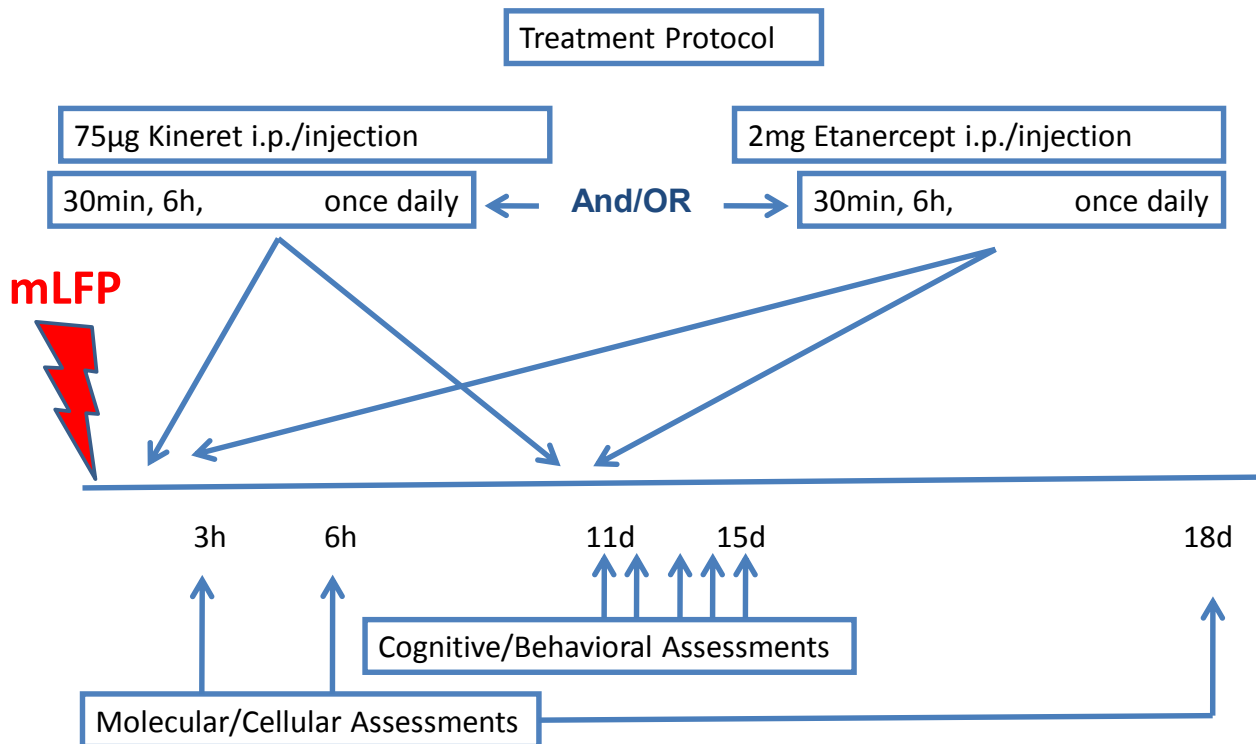 Treatment Protocol
75µg Kineret i.p./injection
2mg Etanercept i.p./injection
30min, 6h, once daily
And/OR
30min, 6h, once daily
mLFP
3h
6h
11d
15d
18d
Cognitive/Behavioral Assessments
Molecular/Cellular Assessments